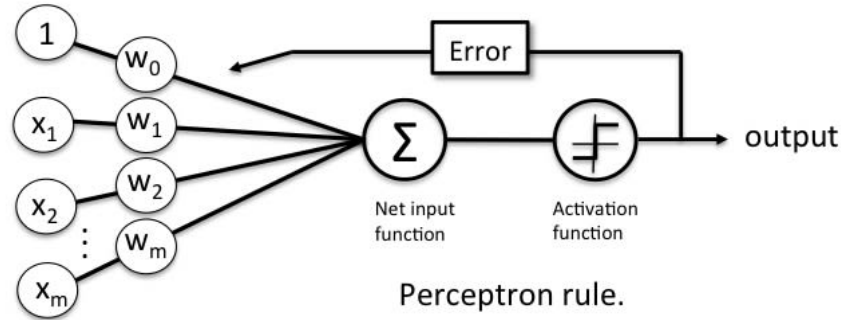 1
w₀
Error
x₁
w₁
Σ
output
x₂
w₂
Net input
function
Activation
function
⋮
wₘ
xₘ
Perceptron rule.